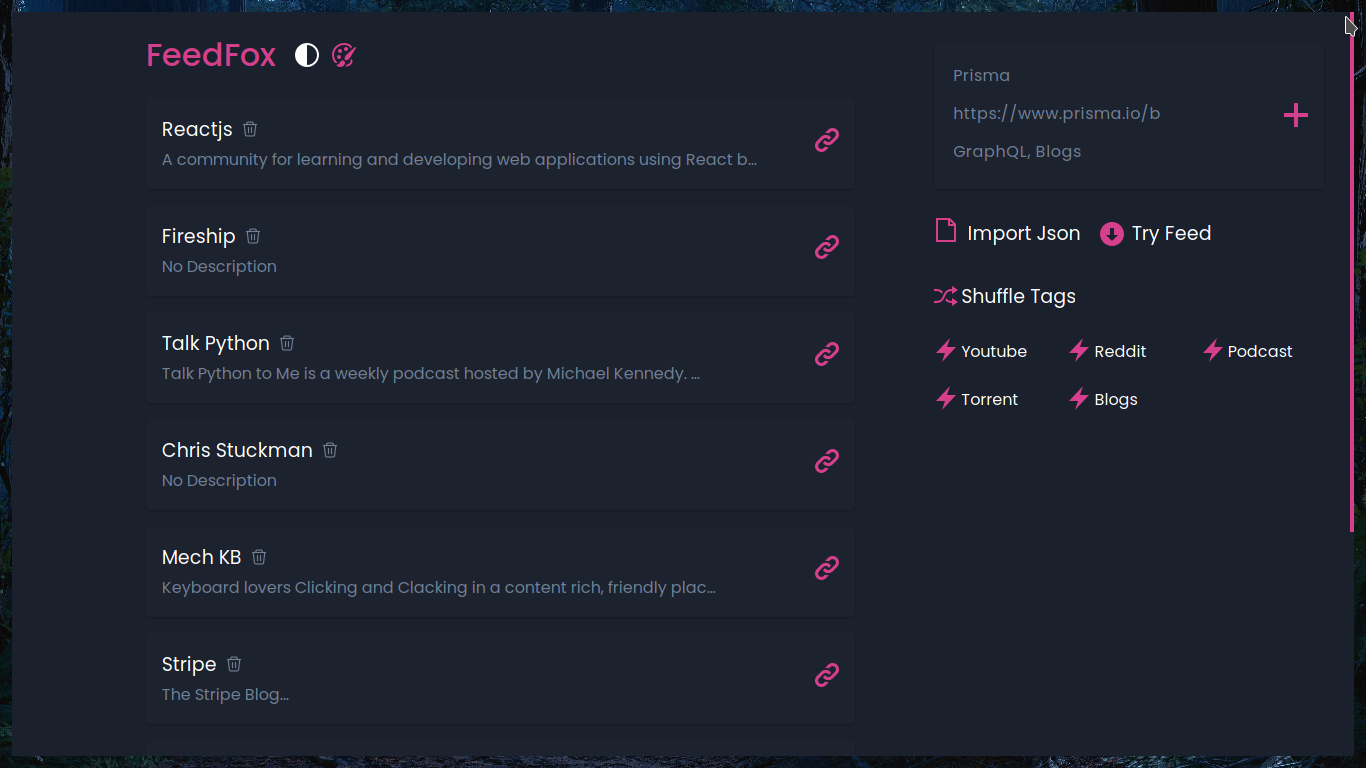 FeedFox
Reactjs
A community for learning and developing web applications using React b...
Fireship
No Description
Talk Python
Talk Python to Me is a weekly podcast hosted by Michael Kennedy. ...
Chris Stuckman
No Description
Mech KB
Keyboard lovers Clicking and Clacking in a content rich, friendly plac...
Stripe
The Stripe Blog...
Prisma
https://www.prisma.io/b
GraphQL, Blogs
Import Json
Try Feed
Shuffle Tags
Youtube
Reddit
Podcast
Torrent
Blogs